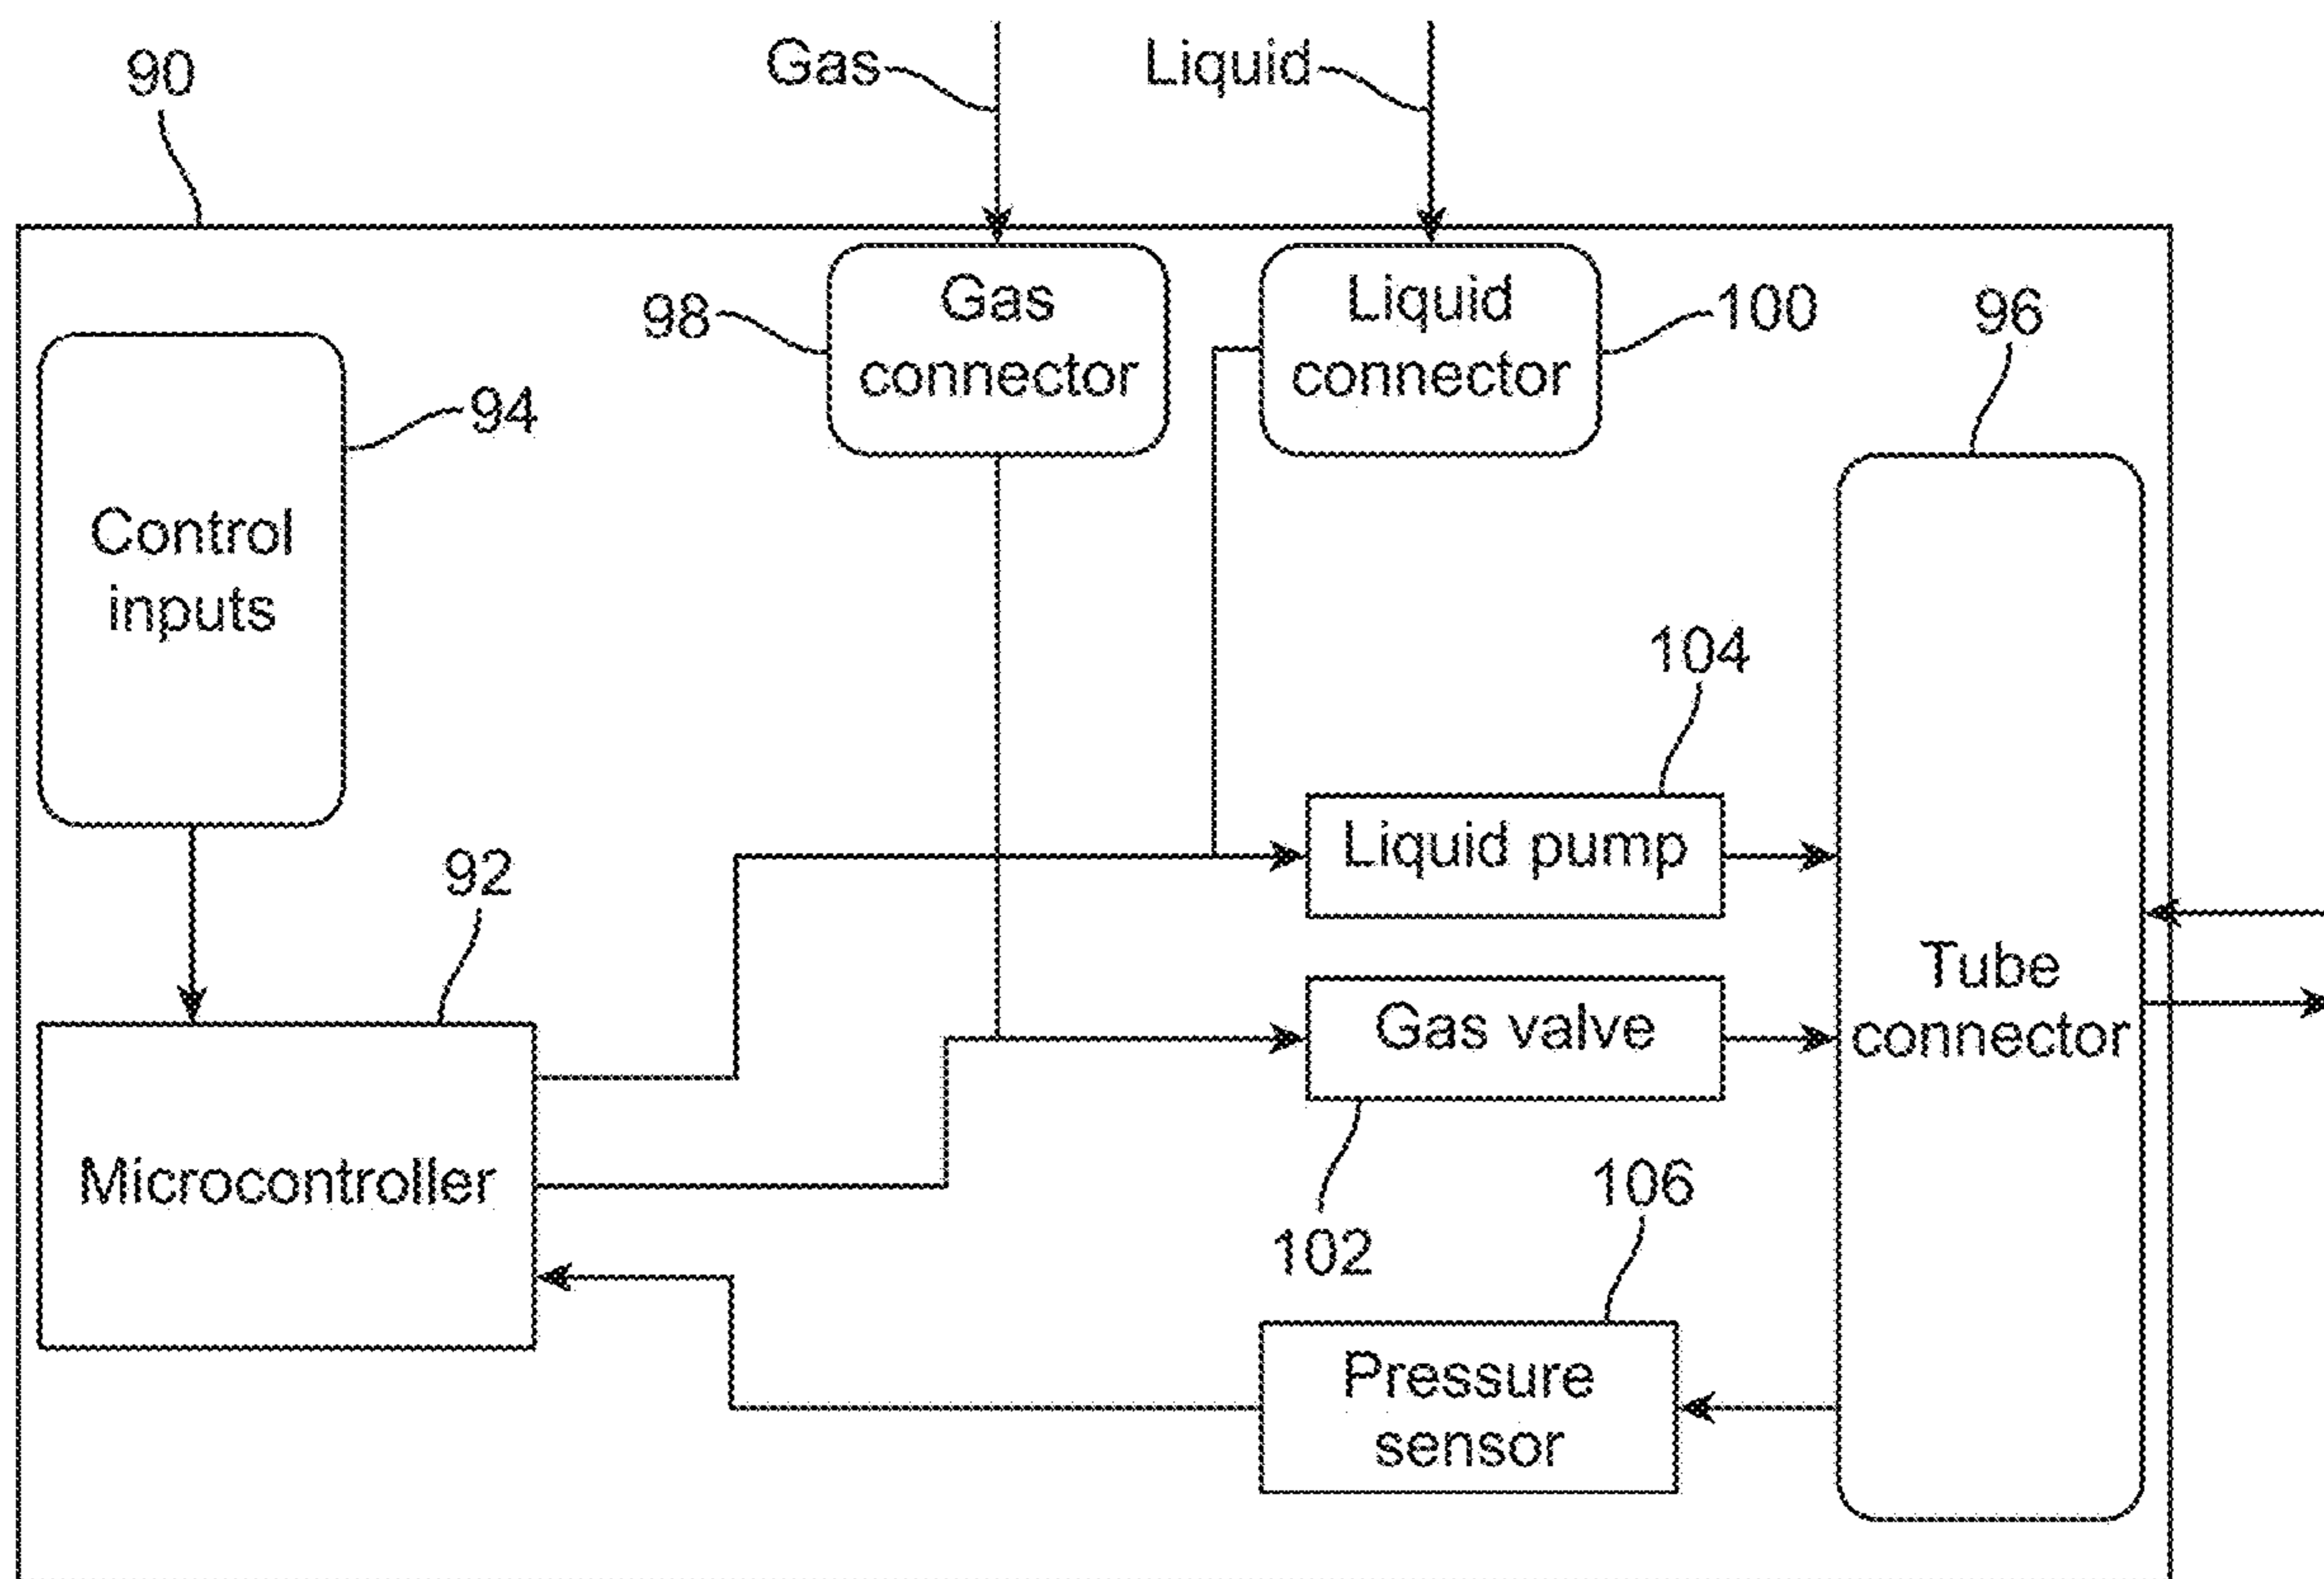 90
Gas
Liquid
98
Gas
connector
Liquid
connector
100
96
94
Control
inputs
104
92
Liquid pump
Gas valve
Tube
connector
Microcontroller
102
106
Pressure
sensor